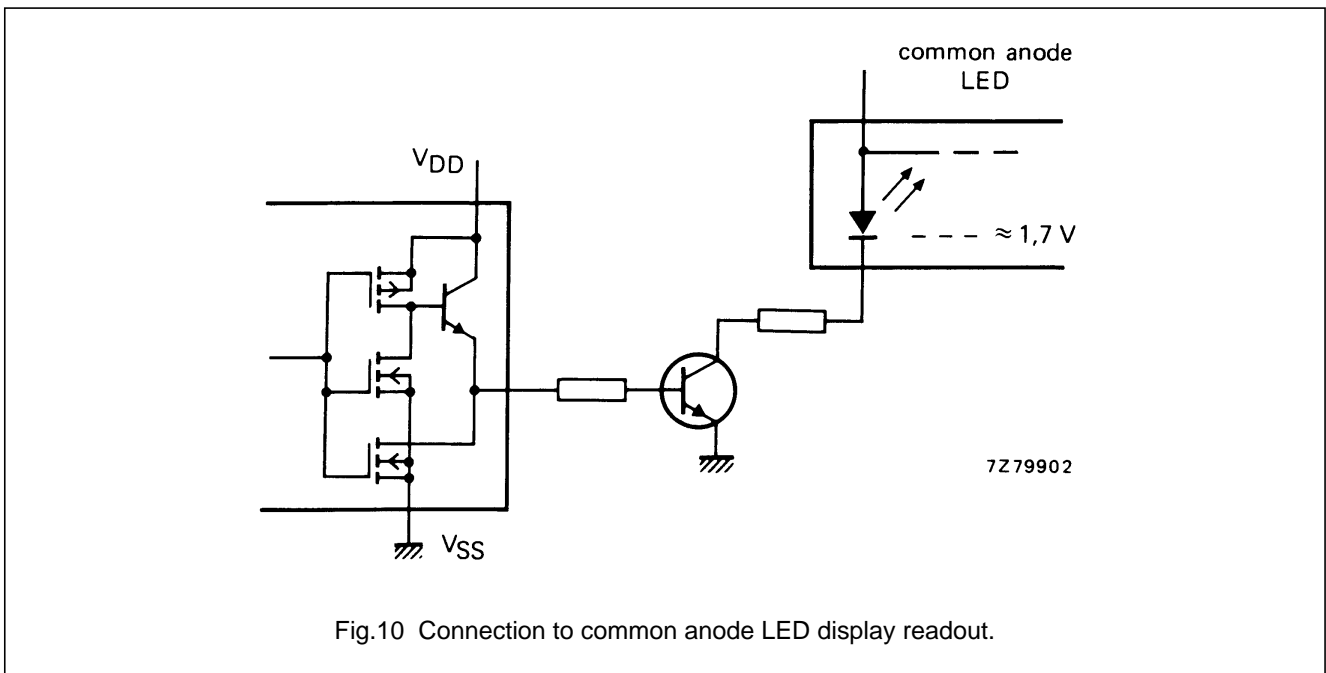 common anode
LED
VDD
≈ 1,7 V
7Z79902
VSS
Fig.10 Connection to common anode LED display readout.